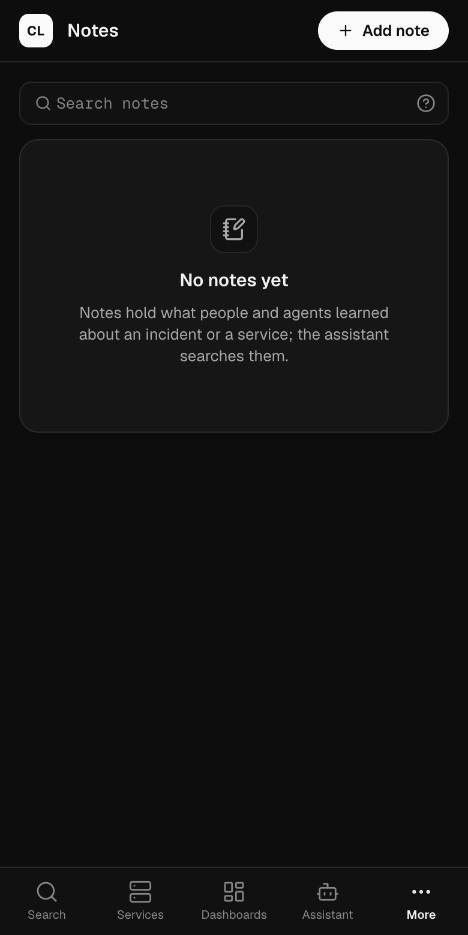 CL
Notes
Add note
Search notes
No notes yet
Notes hold what people and agents learned
about an incident or a service; the assistant
searches them.
Search
Services
Dashboards
Assistant
More